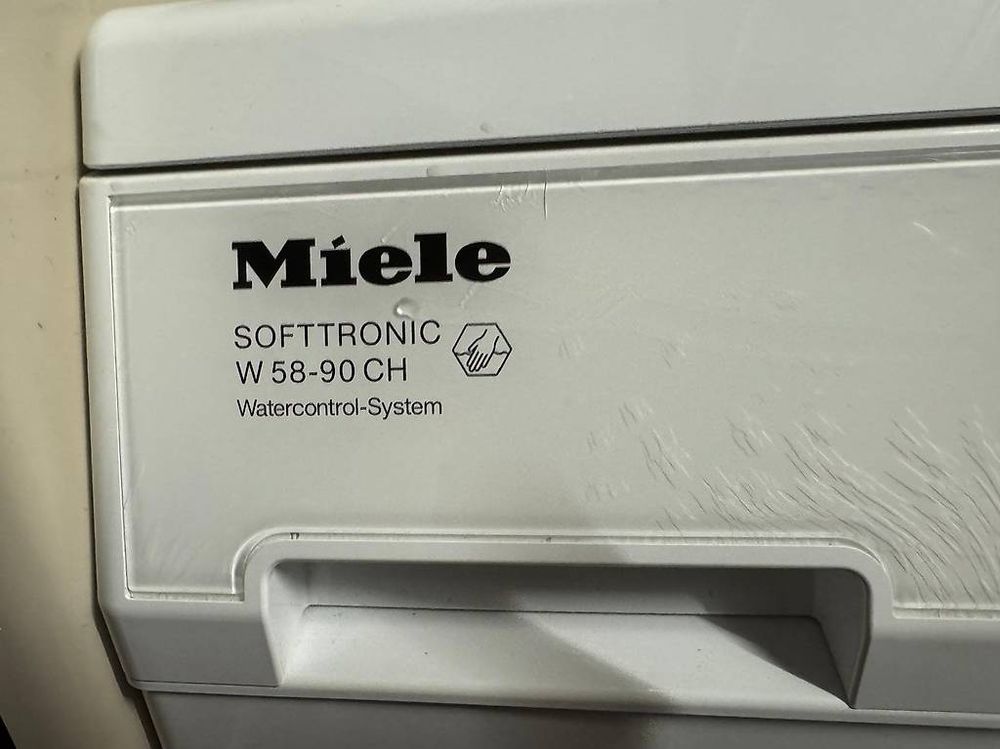 Miele
SOFTTRONIC
W 58-90 CH
Watercontrol-System